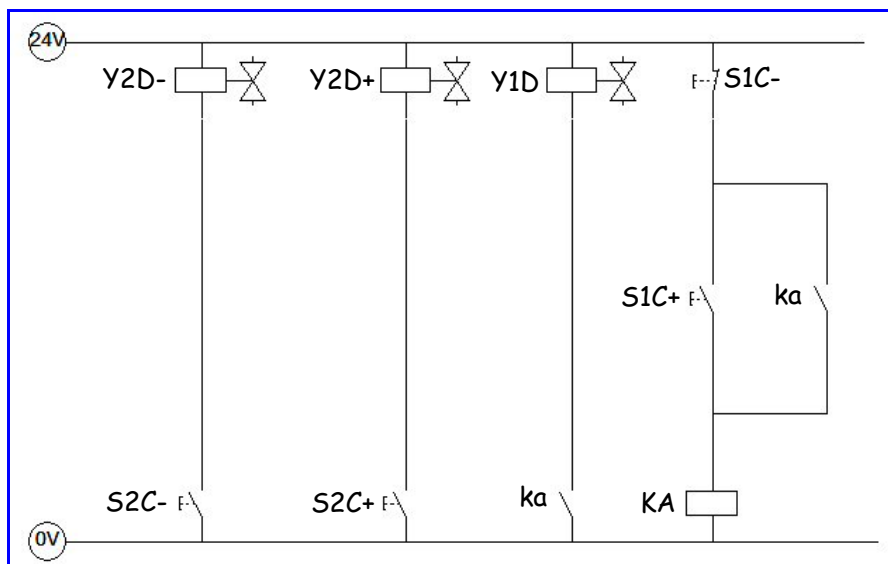 24V
Y2D-
Y2D+
Y1D
S1C-
S1C+
ka
S2C-
S2C+
ka
KA
0V